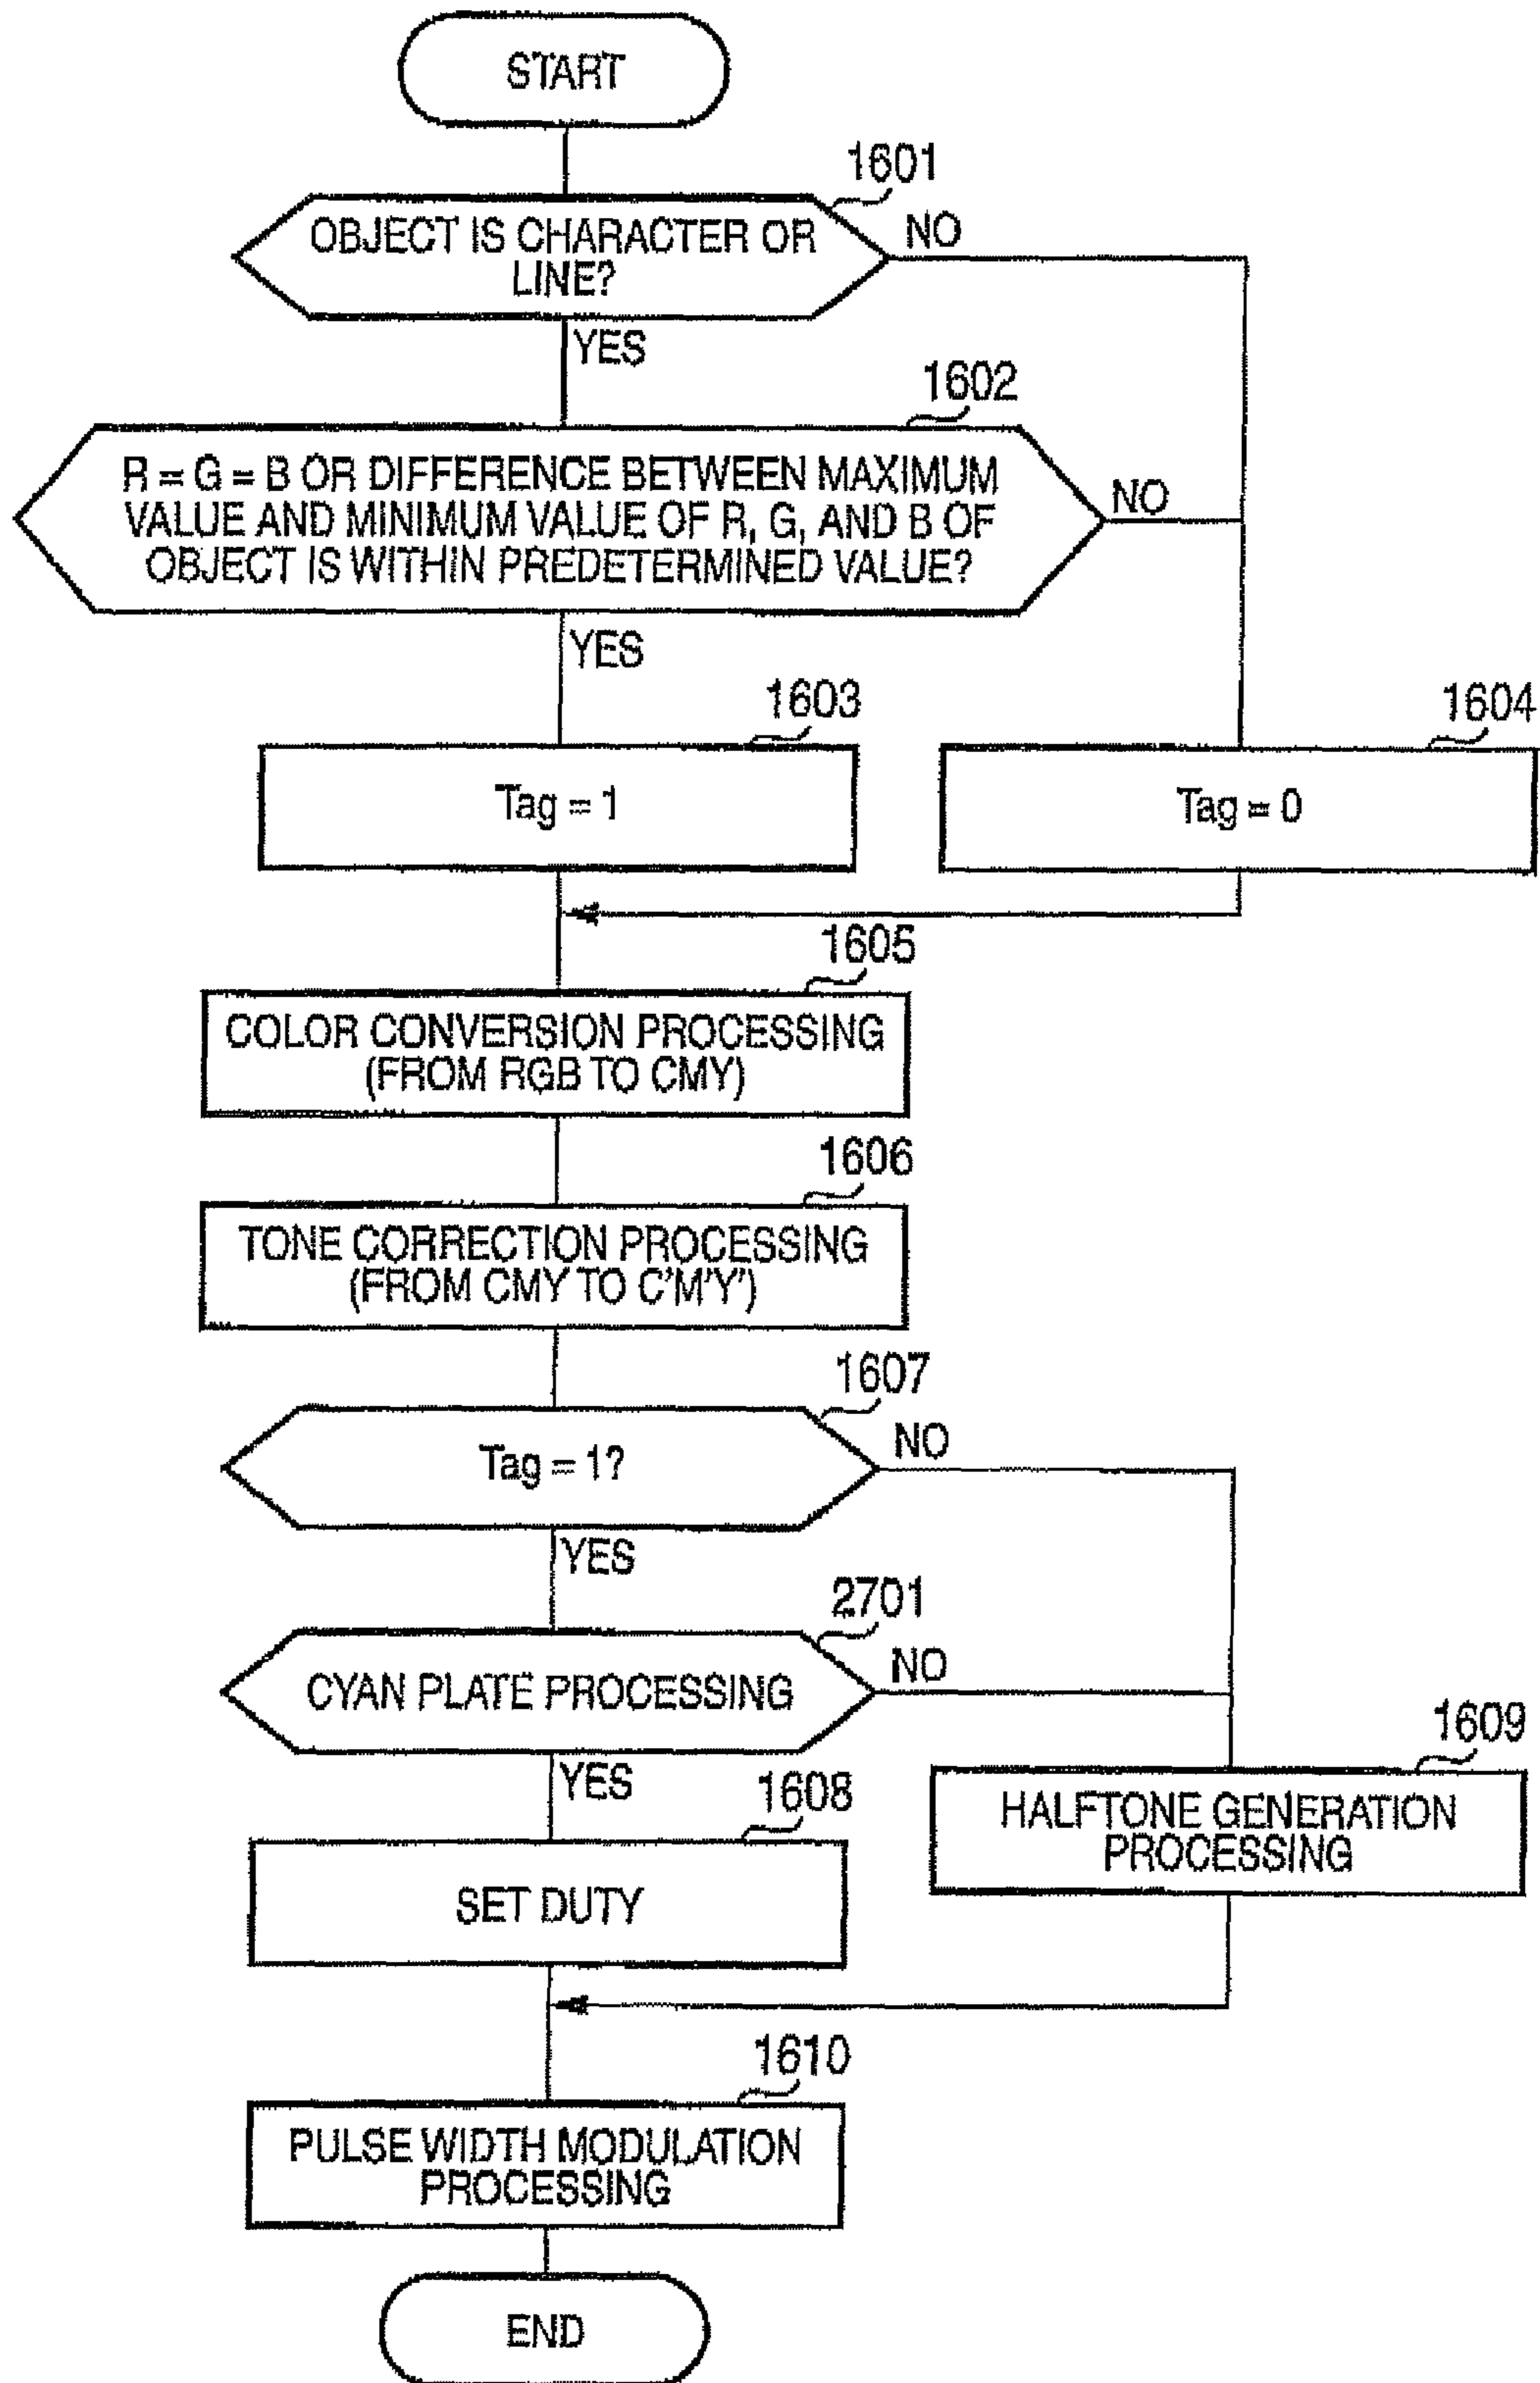 START
1601
OBJECT IS CHARACTER OR
LINE?
NO
YES
1602
R = G = B OR DIFFERENCE BETWEEN MAXIMUM
VALUE AND MINIMUM VALUE OF R, G, AND B OF
OBJECT IS WITHIN PREDETERMINED VALUE?
NO
YES
1603
Tag = 1
1604
Tag = 0
1605
COLOR CONVERSION PROCESSING
(FROM RGB TO CMY)
1606
TONE CORRECTION PROCESSING
(FROM CMY TO C'M'Y')
1607
Tag = 1?
NO
YES
2701
CYAN PLATE PROCESSING
NO
YES
1608
SET DUTY
1609
HALFTONE GENERATION
PROCESSING
1610
PULSE WIDTH MODULATION
PROCESSING
END